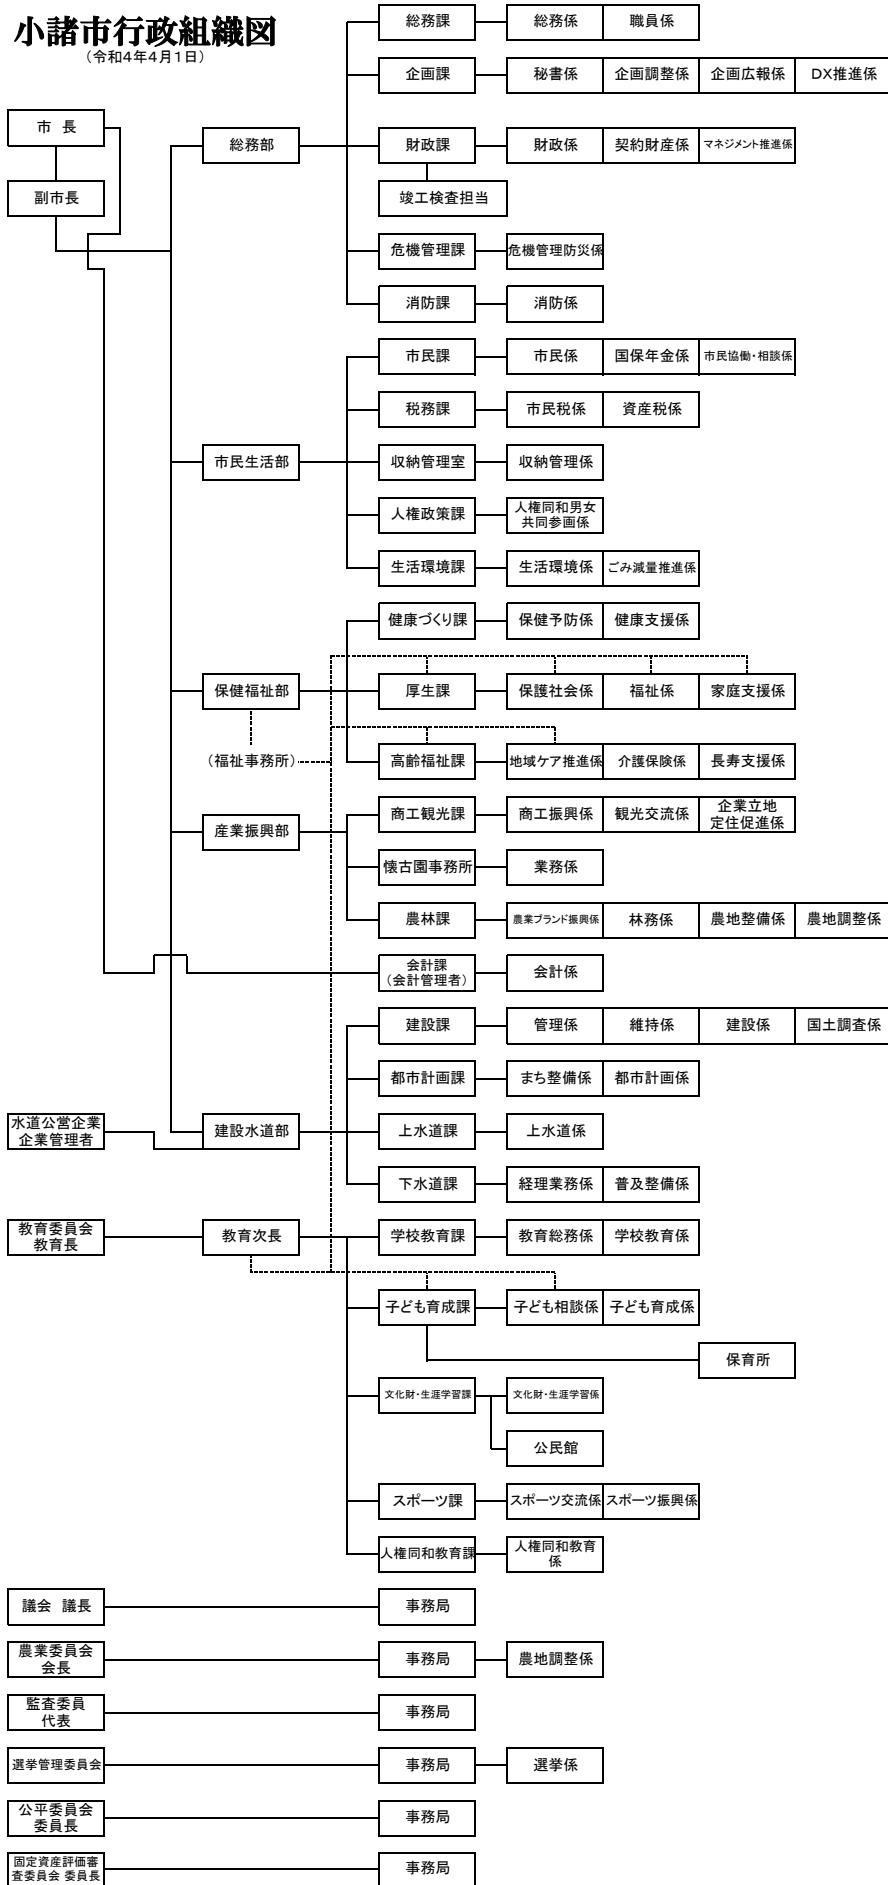 小諸市行政組織図
（令和4年4月1日）
総務課 総務係 職員係
企画課 秘書係 企画調整係 企画広報係 DX推進係
市　長
総務部 財政課 財政係 契約財産係 マネジメント推進係
副市長 竣工検査担当
危機管理課 危機管理防災係
消防課 消防係
市民課 市民係 国保年金係 市民協働・相談係
税務課 市民税係 資産税係
市民生活部 収納管理室 収納管理係
人権政策課 人権同和男女
共同参画係
生活環境課 生活環境係 ごみ減量推進係
健康づくり課 保健予防係 健康支援係
保健福祉部 厚生課 保護社会係 福祉係 家庭支援係
（福祉事務所） 高齢福祉課 地域ケア推進係 介護保険係 長寿支援係
産業振興部 商工観光課 商工振興係 観光交流係 企業立地
定住促進係
懐古園事務所 業務係
農林課 農業ブランド振興係 林務係 農地整備係 農地調整係
会計課
（会計管理者） 会計係
建設課 管理係 維持係 建設係 国土調査係
都市計画課 まち整備係 都市計画係
水道公営企業
企業管理者 建設水道部 上水道課 上水道係
下水道課 経理業務係 普及整備係
教育委員会
教育長 教育次長 学校教育課 教育総務係 学校教育係
子ども育成課 子ども相談係 子ども育成係
保育所
文化財・生涯学習課 文化財・生涯学習係
公民館
スポーツ課 スポーツ交流係 スポーツ振興係
人権同和教育課 人権同和教育
係
議会　議長 事務局
農業委員会
会長 事務局 農地調整係
監査委員
代表 事務局
選挙管理委員会 事務局 選挙係
公平委員会
委員長 事務局
固定資産評価審
査委員会 委員長 事務局